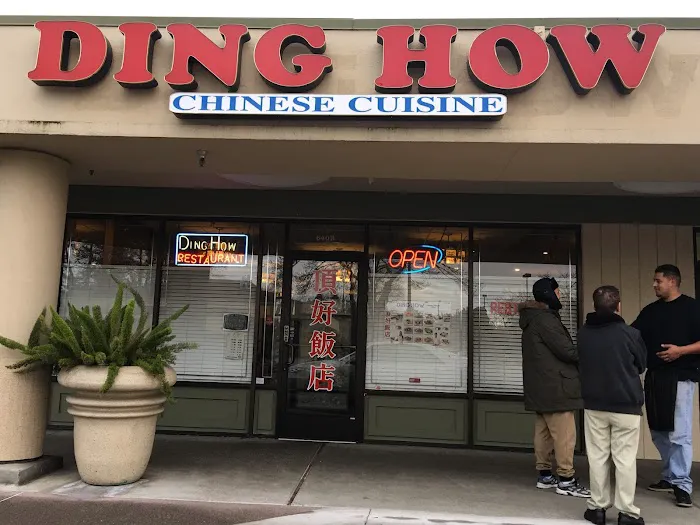 DING HOW
CHINESE CUISINE
DING HOW
RESTAURANT
OPEN
頂好飯店